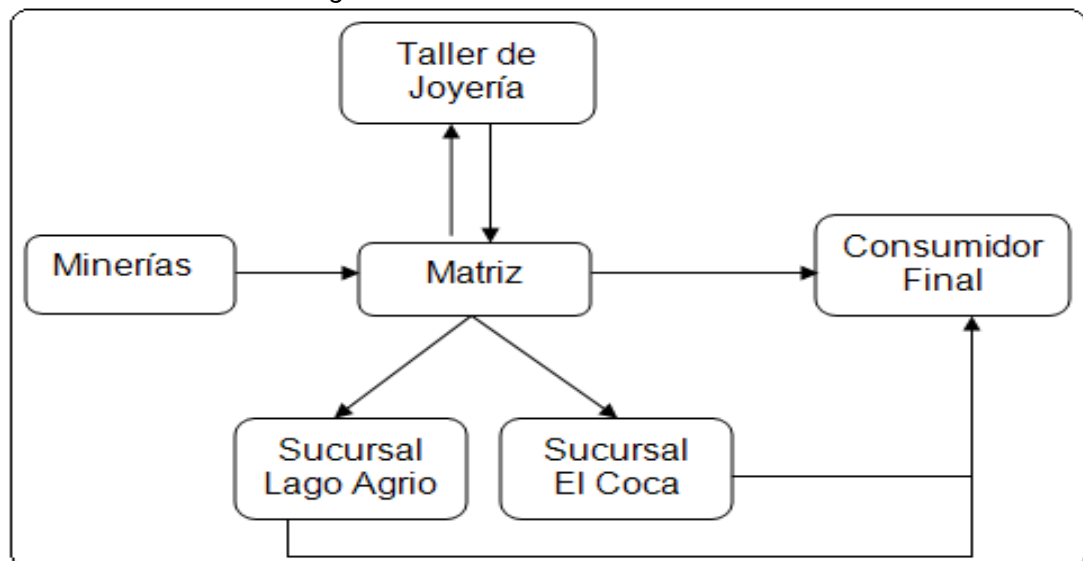 Taller de
Joyería
Minerías
Matriz
Consumidor
Final
Sucursal
Lago Agrio
Sucursal
El Coca